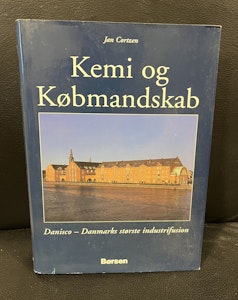 Jan Cortzen
Kemi og
Købmandskab
Danisco – Danmarks største industrifusion
Børsen